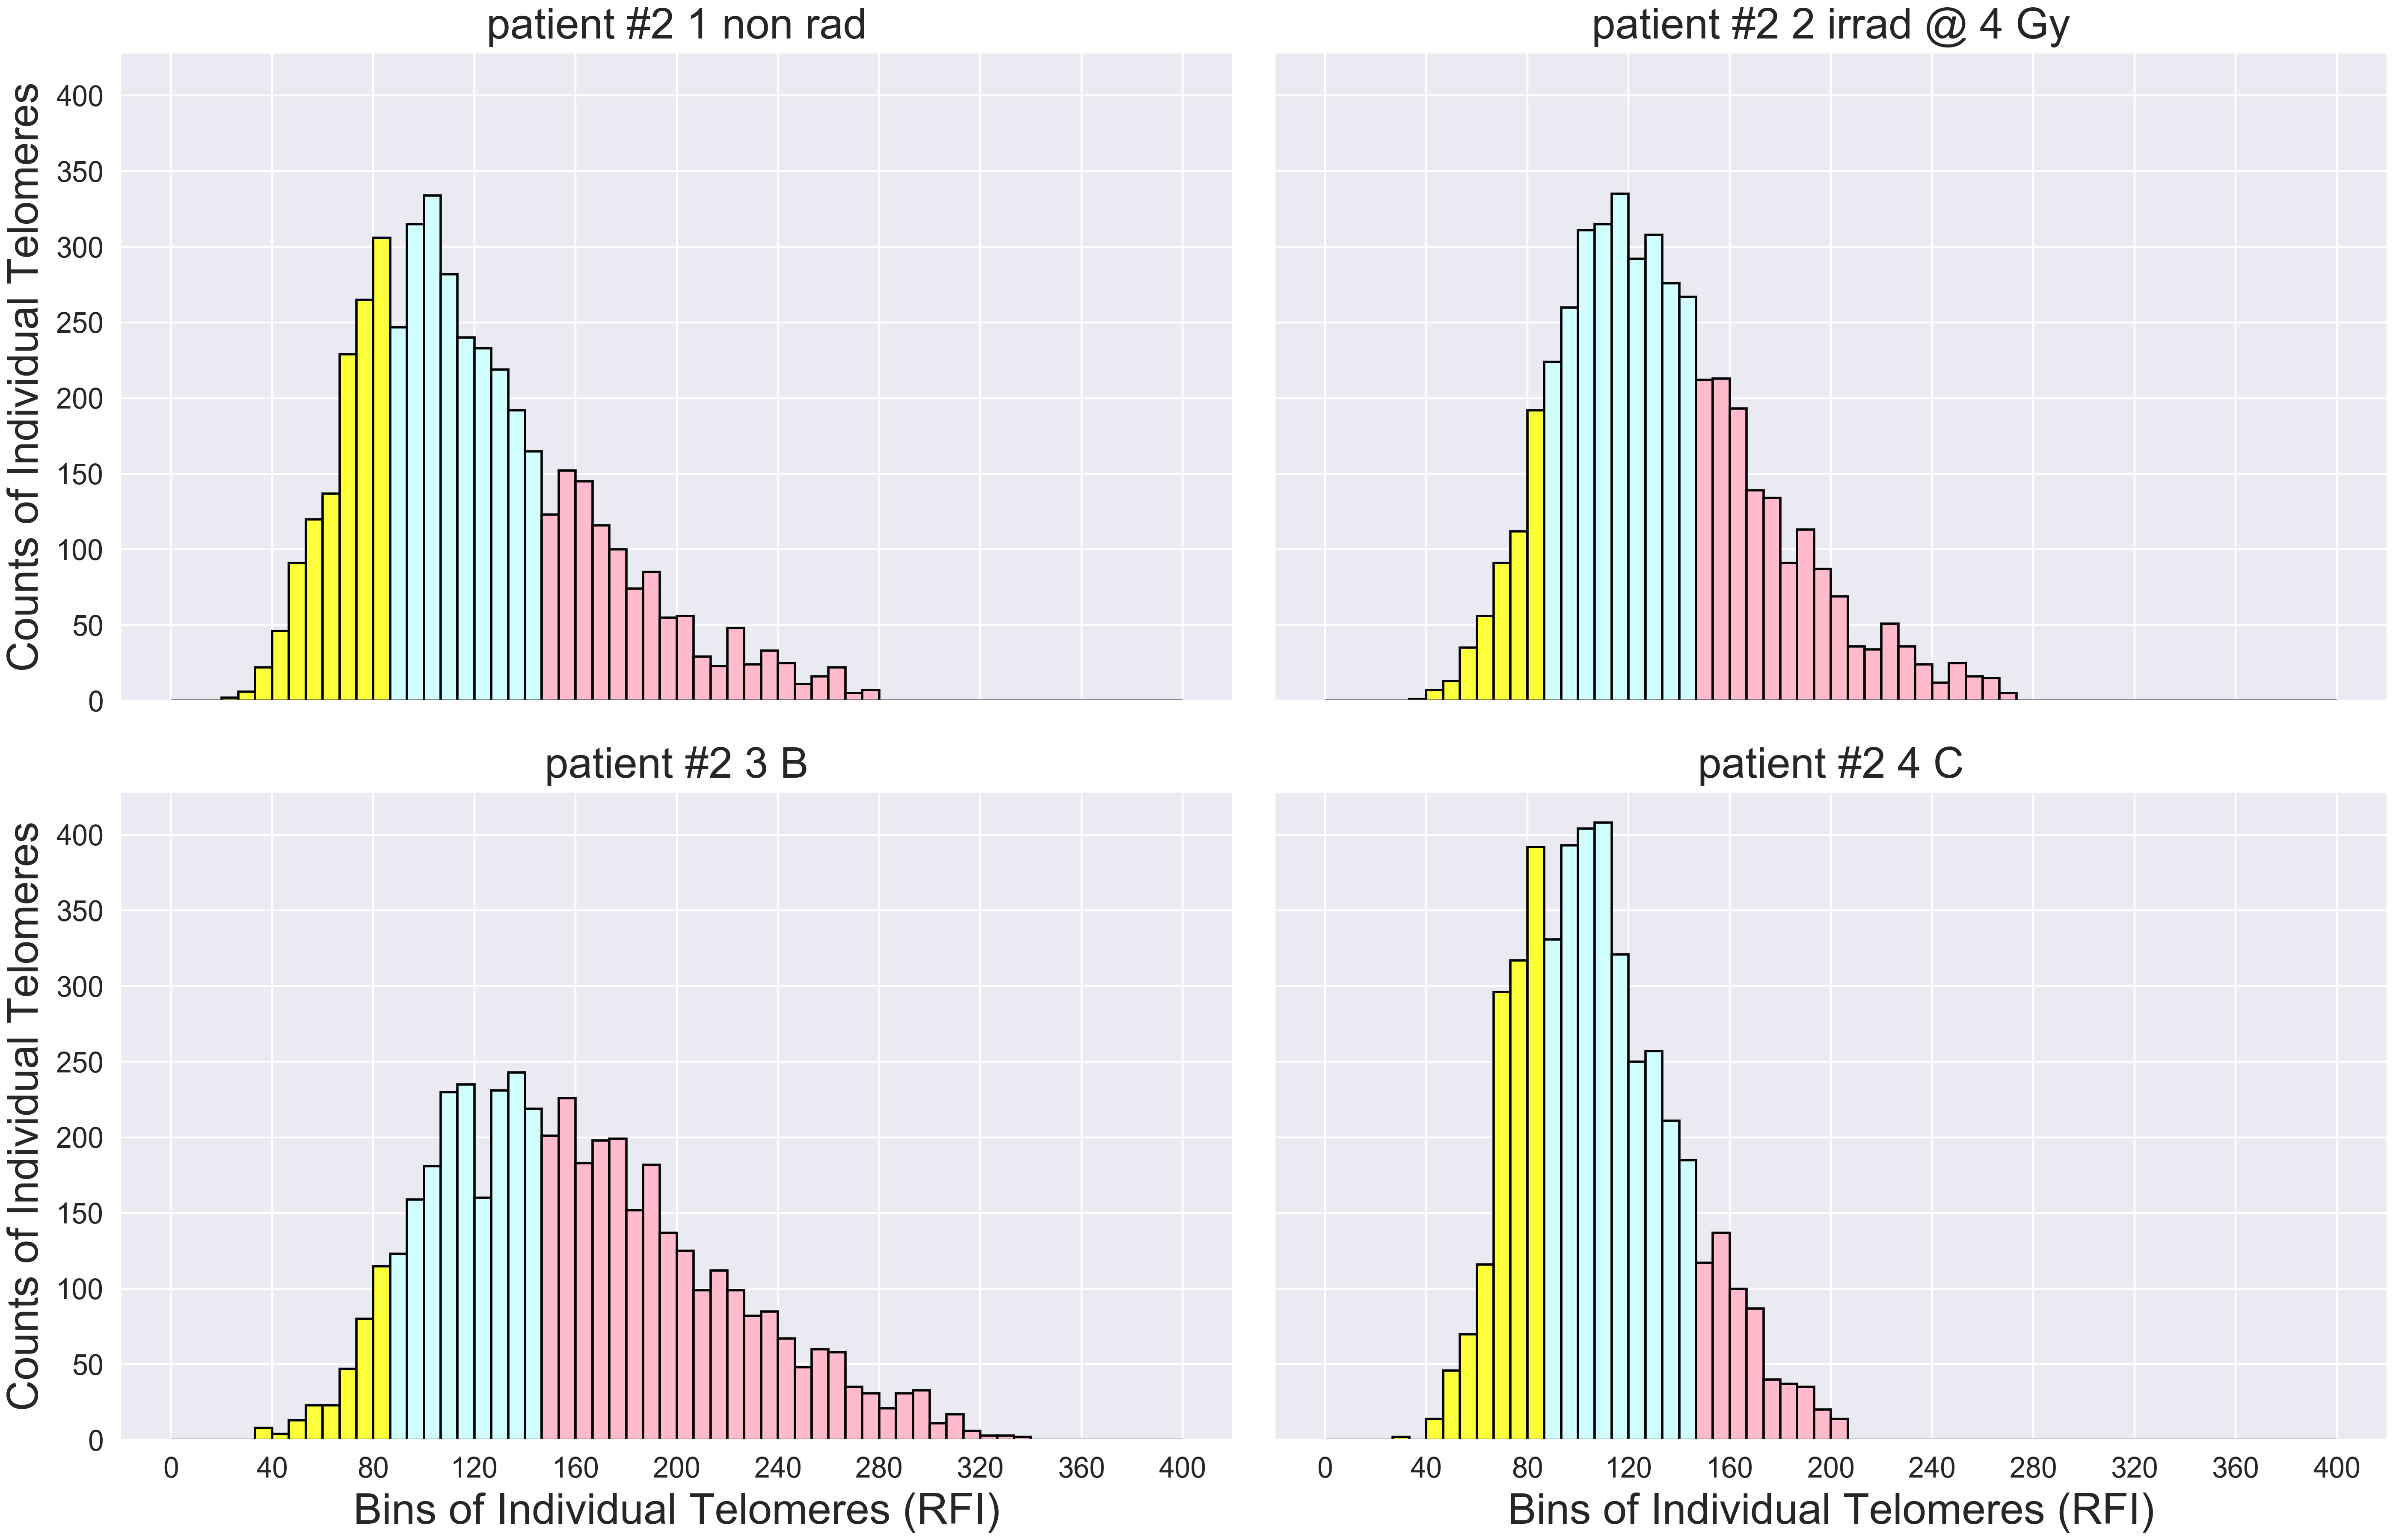 patient #2 1 non rad
patient #2 2 irrad @ 4 Gy
Counts of Individual Telomeres
400
350
300
250
200
150
100
50
0
patient #2 3 B
patient #2 4 C
Counts of Individual Telomeres
400
350
300
250
200
150
100
50
0
0 40 80 120 160 200 240 280 320 360 400
0 40 80 120 160 200 240 280 320 360 400
Bins of Individual Telomeres (RFI)
Bins of Individual Telomeres (RFI)